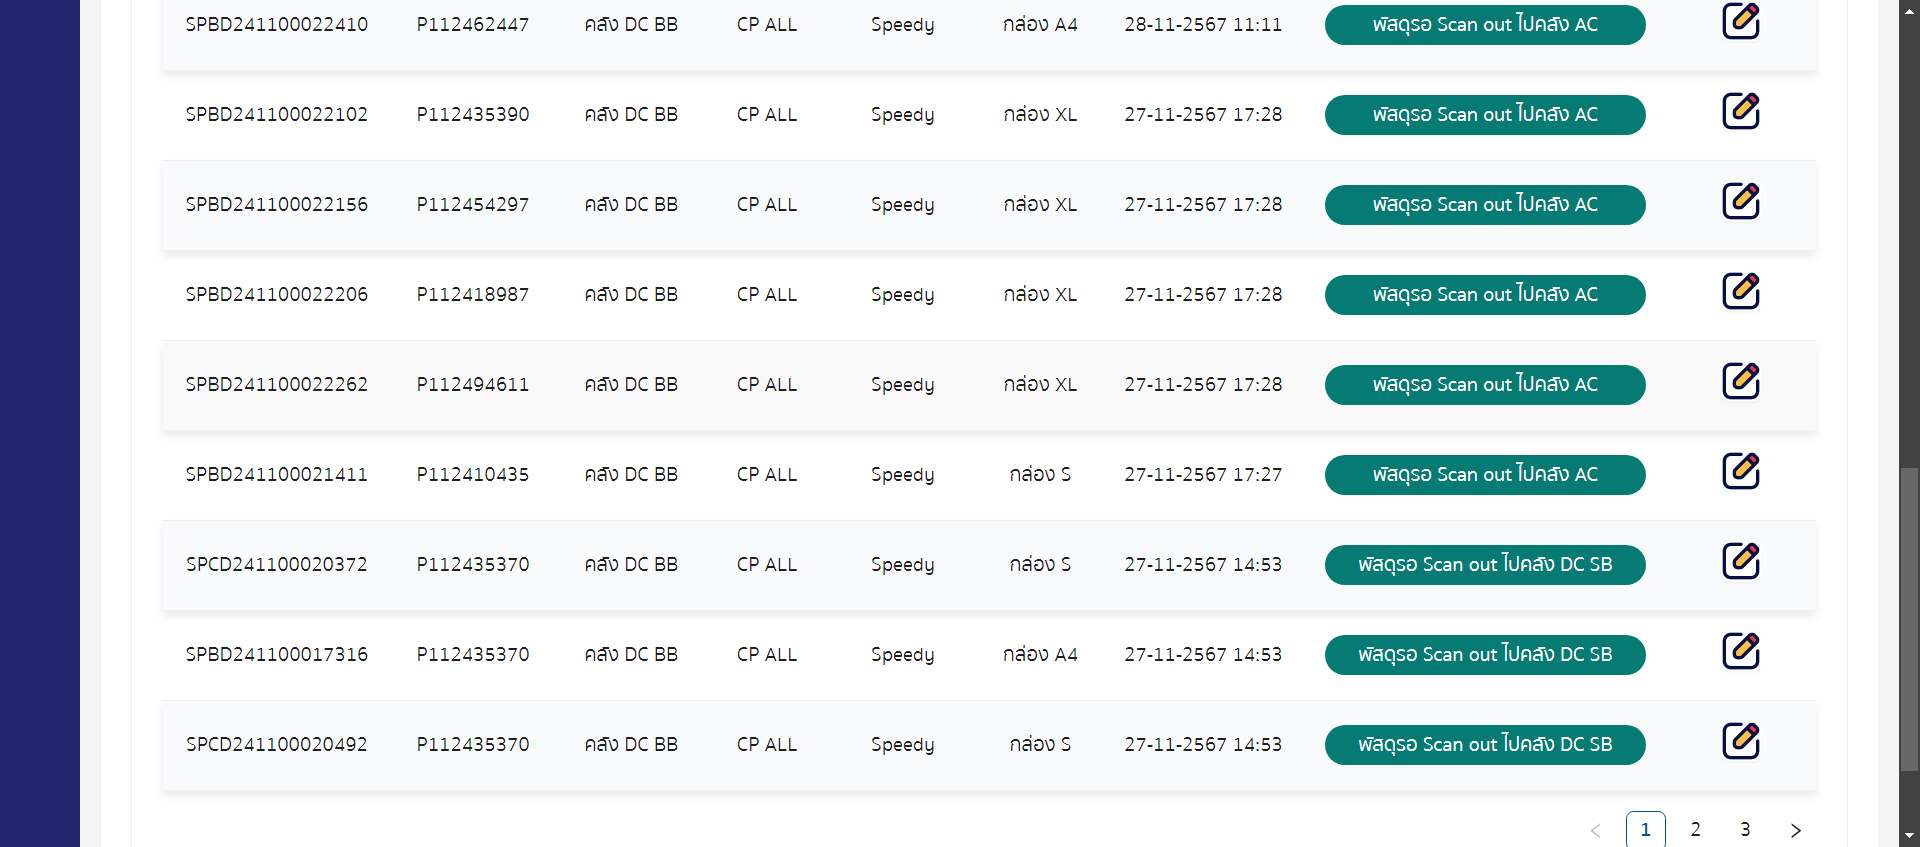 SPBD241100022410 P112462447 คลัง DC BB CP ALL Speedy กล่อง A4 28-11-2567 11:11 พัสดุรอ Scan out ไปคลัง AC
SPBD241100022102 P112435390 คลัง DC BB CP ALL Speedy กล่อง XL 27-11-2567 17:28 พัสดุรอ Scan out ไปคลัง AC
SPBD241100022156 P112454297 คลัง DC BB CP ALL Speedy กล่อง XL 27-11-2567 17:28 พัสดุรอ Scan out ไปคลัง AC
SPBD241100022206 P112418987 คลัง DC BB CP ALL Speedy กล่อง XL 27-11-2567 17:28 พัสดุรอ Scan out ไปคลัง AC
SPBD241100022262 P112494611 คลัง DC BB CP ALL Speedy กล่อง XL 27-11-2567 17:28 พัสดุรอ Scan out ไปคลัง AC
SPBD241100021411 P112410435 คลัง DC BB CP ALL Speedy กล่อง S 27-11-2567 17:27 พัสดุรอ Scan out ไปคลัง AC
SPCD241100020372 P112435370 คลัง DC BB CP ALL Speedy กล่อง S 27-11-2567 14:53 พัสดุรอ Scan out ไปคลัง DC SB
SPBD241100017316 P112435370 คลัง DC BB CP ALL Speedy กล่อง A4 27-11-2567 14:53 พัสดุรอ Scan out ไปคลัง DC SB
SPCD241100020492 P112435370 คลัง DC BB CP ALL Speedy กล่อง S 27-11-2567 14:53 พัสดุรอ Scan out ไปคลัง DC SB
1 2 3